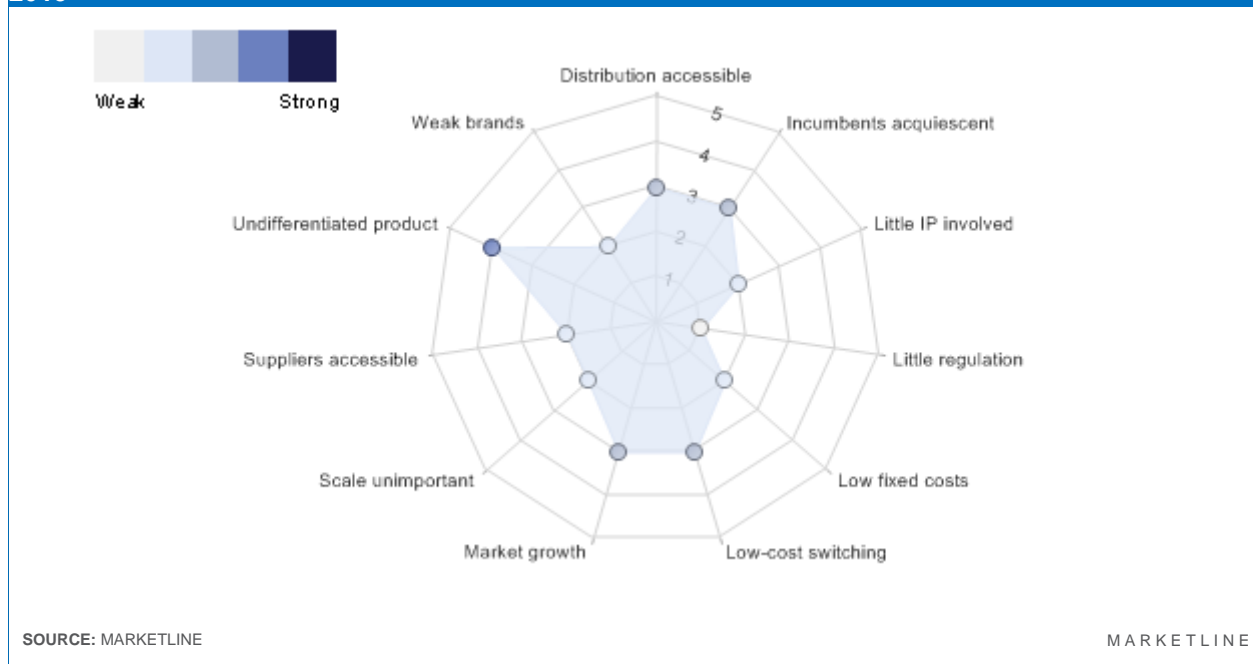 Weak Strong
Distribution accessible
Weak brands
5
Incumbents acquiescent
4
3
Undifferentiated product
Little IP involved
2
1
Suppliers accessible
Little regulation
Scale unimportant
Low fixed costs
Market growth
Low-cost switching
SOURCE: MARKETLINE
MARKETLINE